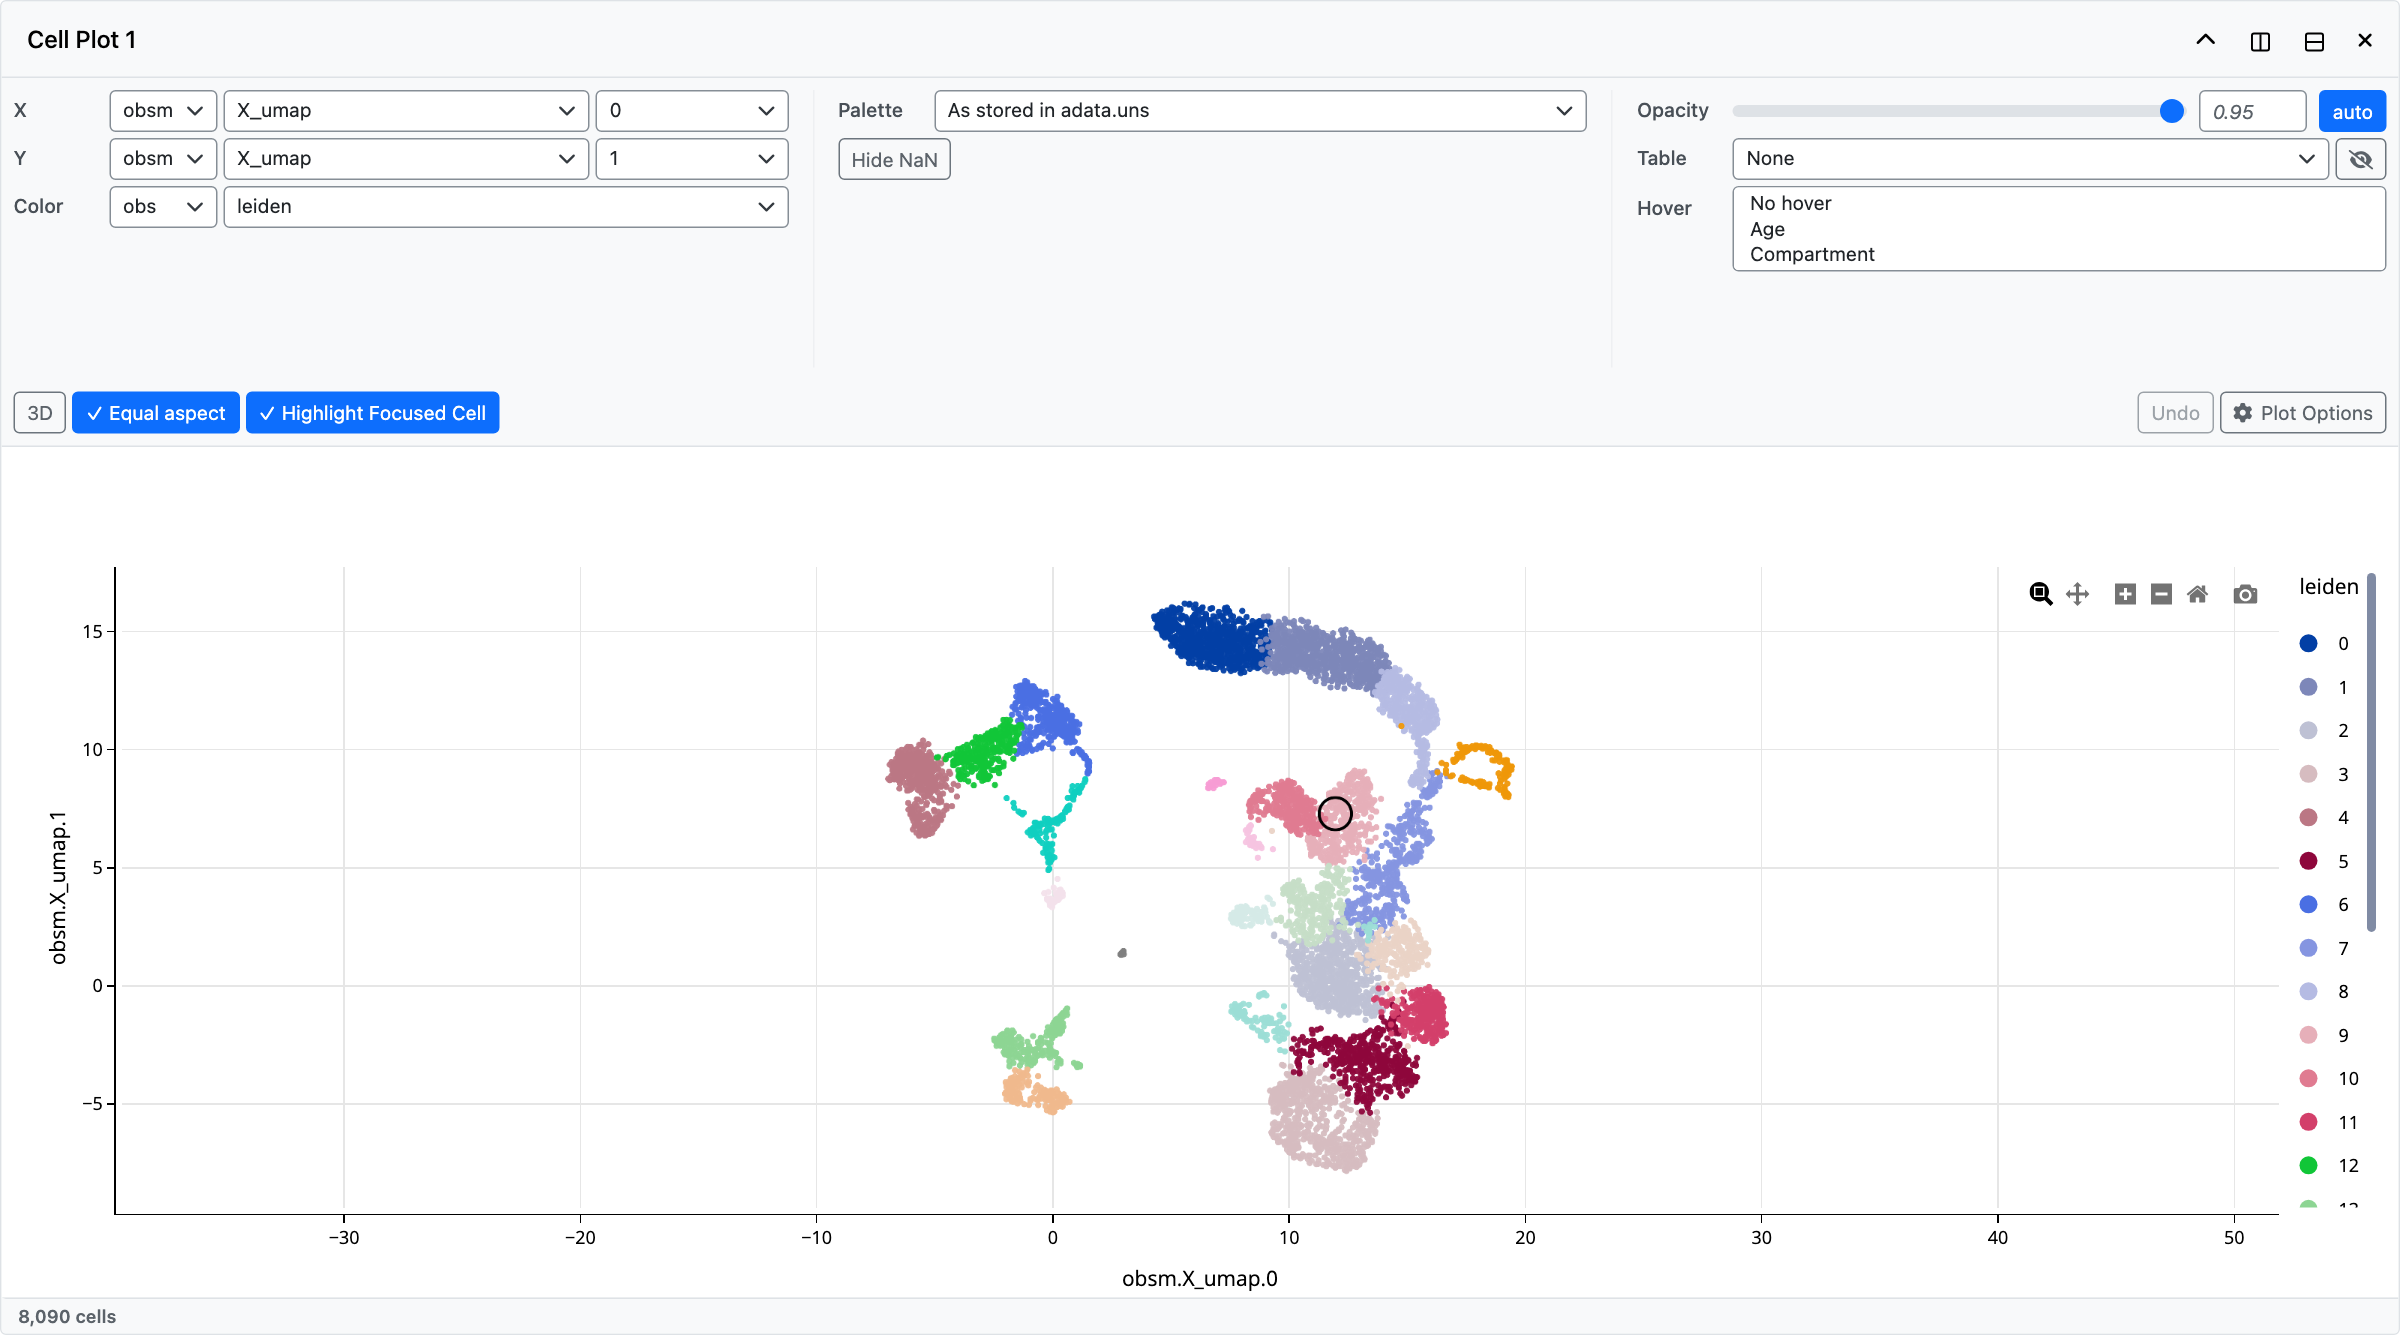 Cell Plot 1
X obsm X_umap 0
Y obsm X_umap 1
Color obs leiden
Palette As stored in adata.uns
Hide NaN
Opacity 0.95 auto
Table None
Hover No hover
Age
Compartment
3D Equal aspect Highlight Focused Cell Undo Plot Options
leiden
0
1
2
3
4
5
6
7
8
9
10
11
12
15
10
5
0
−5
obsm.X_umap.1
−30 −20 −10 0 10 20 30 40 50
obsm.X_umap.0
8,090 cells